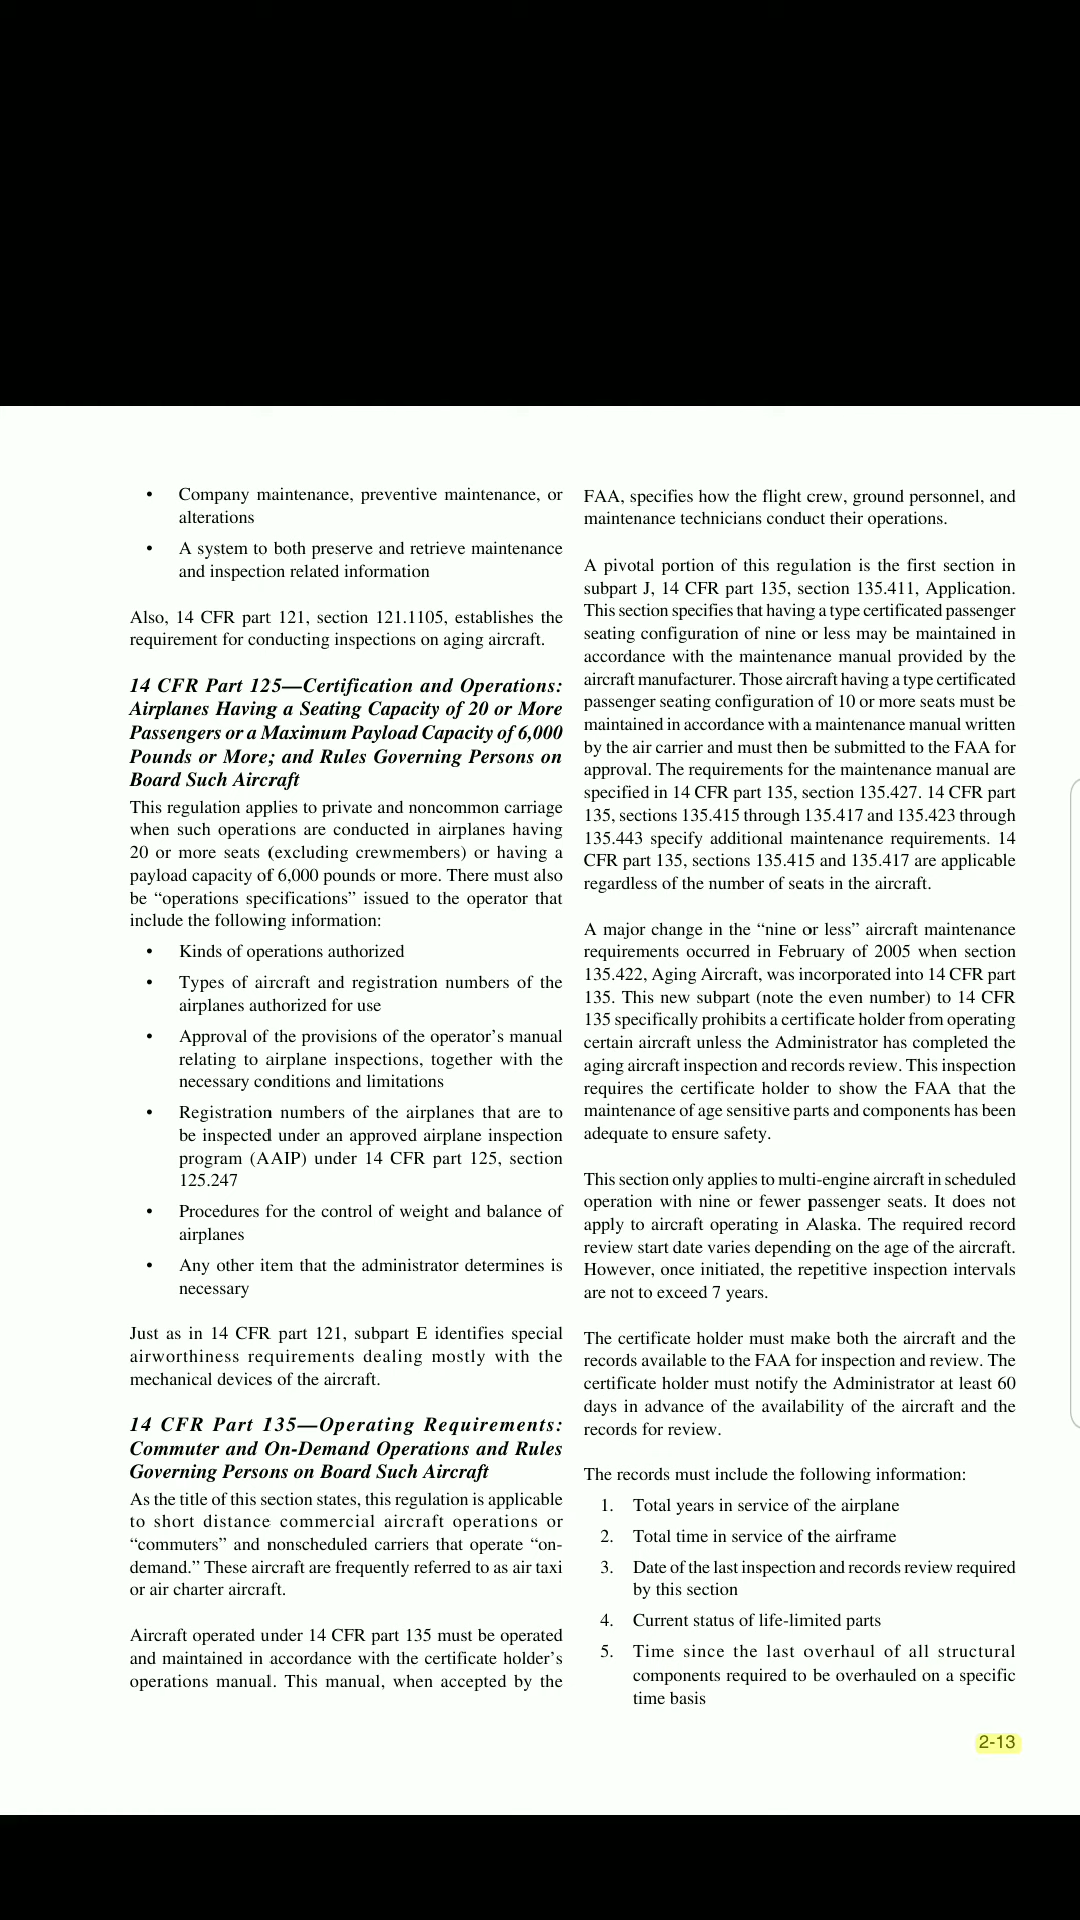 • Company maintenance, preventive maintenance, or
alterations
• A system to both preserve and retrieve maintenance
and inspection related information
Also, 14 CFR part 121, section 121.1105, establishes the
requirement for conducting inspections on aging aircraft.
14 CFR Part 125—Certification and Operations:
Airplanes Having a Seating Capacity of 20 or More
Passengers or a Maximum Payload Capacity of 6,000
Pounds or More; and Rules Governing Persons on
Board Such Aircraft
This regulation applies to private and noncommon carriage
when such operations are conducted in airplanes having
20 or more seats (excluding crewmembers) or having a
payload capacity of 6,000 pounds or more. There must also
be “operations specifications” issued to the operator that
include the following information:
• Kinds of operations authorized
• Types of aircraft and registration numbers of the
airplanes authorized for use
• Approval of the provisions of the operator’s manual
relating to airplane inspections, together with the
necessary conditions and limitations
• Registration numbers of the airplanes that are to
be inspected under an approved airplane inspection
program (AAIP) under 14 CFR part 125, section
125.247
• Procedures for the control of weight and balance of
airplanes
• Any other item that the administrator determines is
necessary
Just as in 14 CFR part 121, subpart E identifies special
airworthiness requirements dealing mostly with the
mechanical devices of the aircraft.
14 CFR Part 135—Operating Requirements:
Commuter and On-Demand Operations and Rules
Governing Persons on Board Such Aircraft
As the title of this section states, this regulation is applicable
to short distance commercial aircraft operations or
“commuters” and nonscheduled carriers that operate “on-
demand.” These aircraft are frequently referred to as air taxi
or air charter aircraft.
Aircraft operated under 14 CFR part 135 must be operated
and maintained in accordance with the certificate holder’s
operations manual. This manual, when accepted by the
FAA, specifies how the flight crew, ground personnel, and
maintenance technicians conduct their operations.
A pivotal portion of this regulation is the first section in
subpart J, 14 CFR part 135, section 135.411, Application.
This section specifies that having a type certificated passenger
seating configuration of nine or less may be maintained in
accordance with the maintenance manual provided by the
aircraft manufacturer. Those aircraft having a type certificated
passenger seating configuration of 10 or more seats must be
maintained in accordance with a maintenance manual written
by the air carrier and must then be submitted to the FAA for
approval. The requirements for the maintenance manual are
specified in 14 CFR part 135, section 135.427. 14 CFR part
135, sections 135.415 through 135.417 and 135.423 through
135.443 specify additional maintenance requirements. 14
CFR part 135, sections 135.415 and 135.417 are applicable
regardless of the number of seats in the aircraft.
A major change in the “nine or less” aircraft maintenance
requirements occurred in February of 2005 when section
135.422, Aging Aircraft, was incorporated into 14 CFR part
135. This new subpart (note the even number) to 14 CFR
135 specifically prohibits a certificate holder from operating
certain aircraft unless the Administrator has completed the
aging aircraft inspection and records review. This inspection
requires the certificate holder to show the FAA that the
maintenance of age sensitive parts and components has been
adequate to ensure safety.
This section only applies to multi-engine aircraft in scheduled
operation with nine or fewer passenger seats. It does not
apply to aircraft operating in Alaska. The required record
review start date varies depending on the age of the aircraft.
However, once initiated, the repetitive inspection intervals
are not to exceed 7 years.
The certificate holder must make both the aircraft and the
records available to the FAA for inspection and review. The
certificate holder must notify the Administrator at least 60
days in advance of the availability of the aircraft and the
records for review.
The records must include the following information:
1. Total years in service of the airplane
2. Total time in service of the airframe
3. Date of the last inspection and records review required
by this section
4. Current status of life-limited parts
5. Time since the last overhaul of all structural
components required to be overhauled on a specific
time basis
2-13